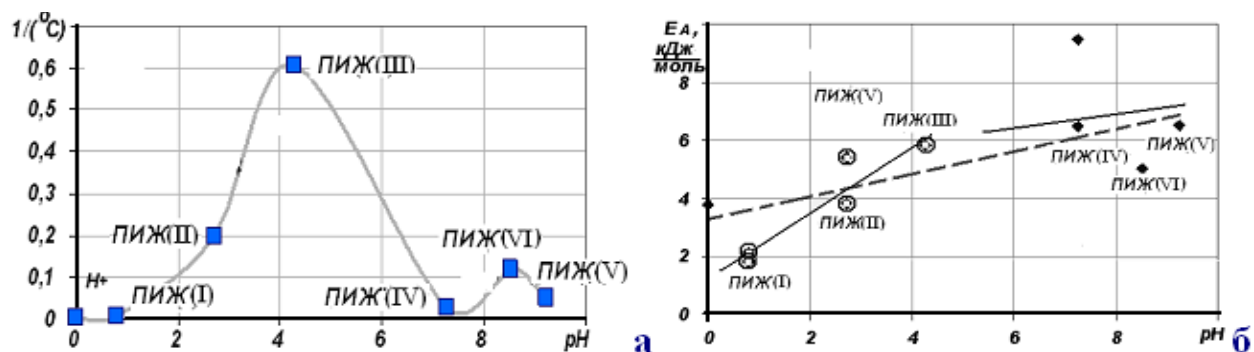 1/(°C)
0,6
0,5
0,4
0,3
0,2
0,1
0
H+
ПИЖ(I)
ПИЖ(II)
ПИЖ(III)
ПИЖ(IV)
ПИЖ(VI)
ПИЖ(V)
0 2 4 6 8 pH
а
EА,
кДж
моль
8
6
4
2
0
ПИЖ(V)
ПИЖ(III)
ПИЖ(II)
ПИЖ(I)
ПИЖ(IV)
ПИЖ(V)
ПИЖ(VI)
0 2 4 6 8 pH
б